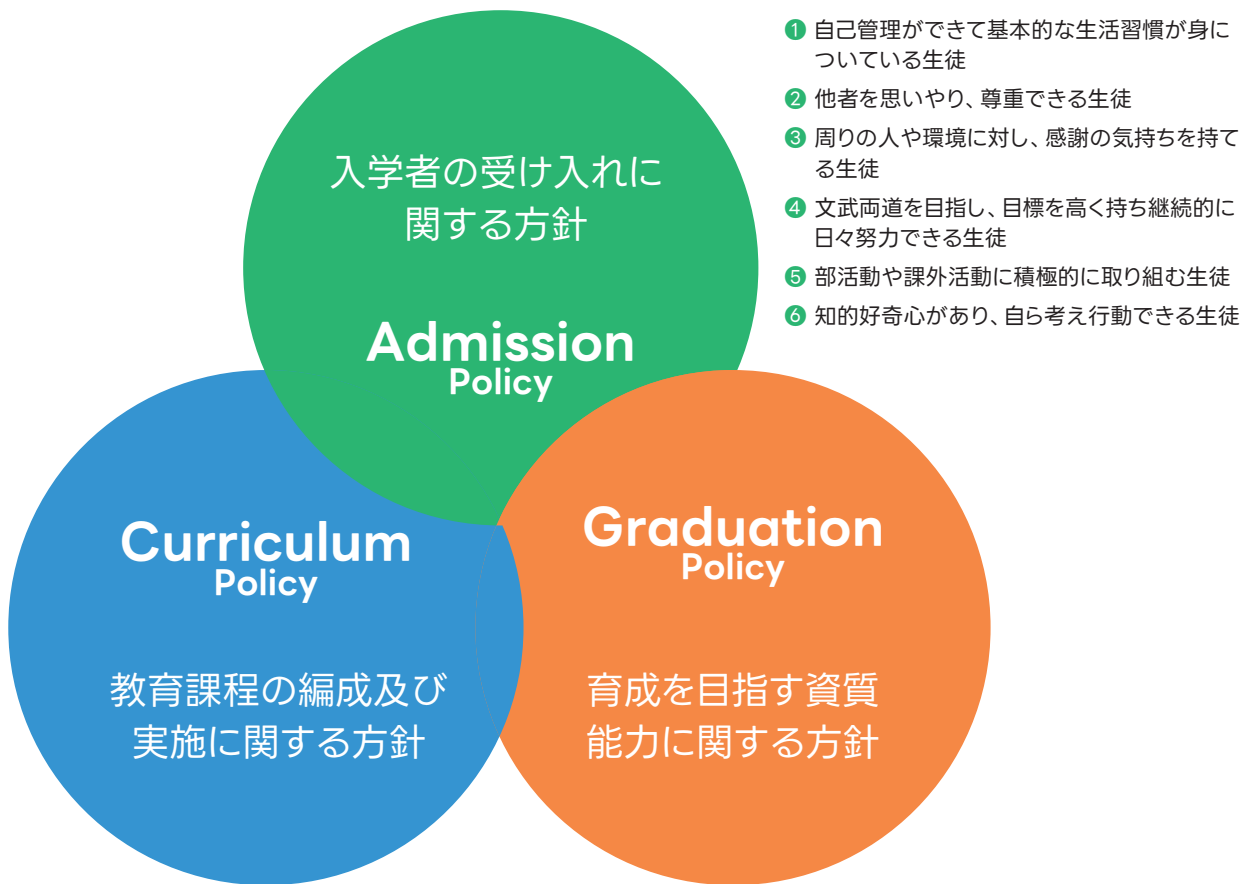 ❶ 自己管理ができて基本的な生活習慣が身に
ついている生徒
❷ 他者を思いやり、尊重できる生徒
❸ 周りの人や環境に対し、感謝の気持ちを持て
る生徒
❹ 文武両道を目指し、目標を高く持ち継続的に
日々努力できる生徒
❺ 部活動や課外活動に積極的に取り組む生徒
❻ 知的好奇心があり、自ら考え行動できる生徒
入学者の受け入れに
関する方針
Admission
Policy
Curriculum
Policy
教育課程の編成及び
実施に関する方針
Graduation
Policy
育成を目指す資質
能力に関する方針